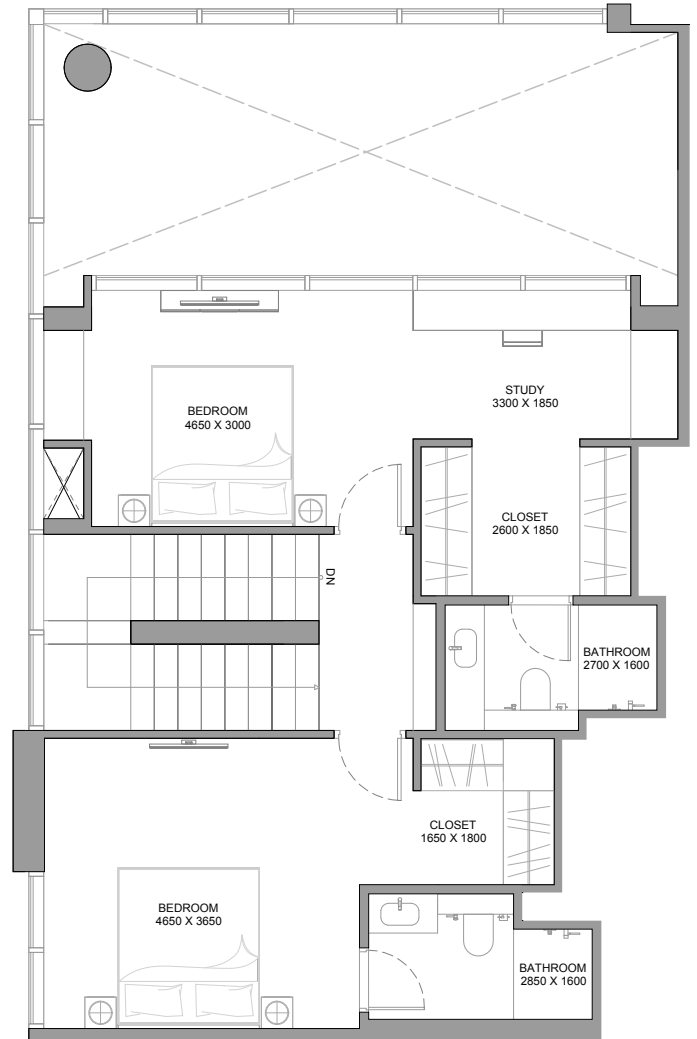 BEDROOM
4650 X 3000
STUDY
3300 X 1850
CLOSET
2600 X 1850
DN
BATHROOM
2700 X 1600
CLOSET
1650 X 1800
BEDROOM
4650 X 3650
BATHROOM
2850 X 1600